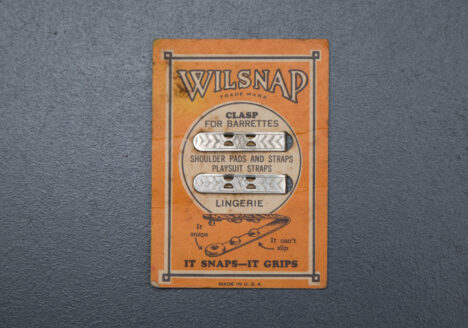 WILSNAP
TRADE MARK
CLASP
FOR BARRETTES
SHOULDER PADS AND STRAPS
PLAYSUIT STRAPS
LINGERIE
It
snaps
It can't
slip
IT SNAPS—IT GRIPS
MADE IN U.S.A.